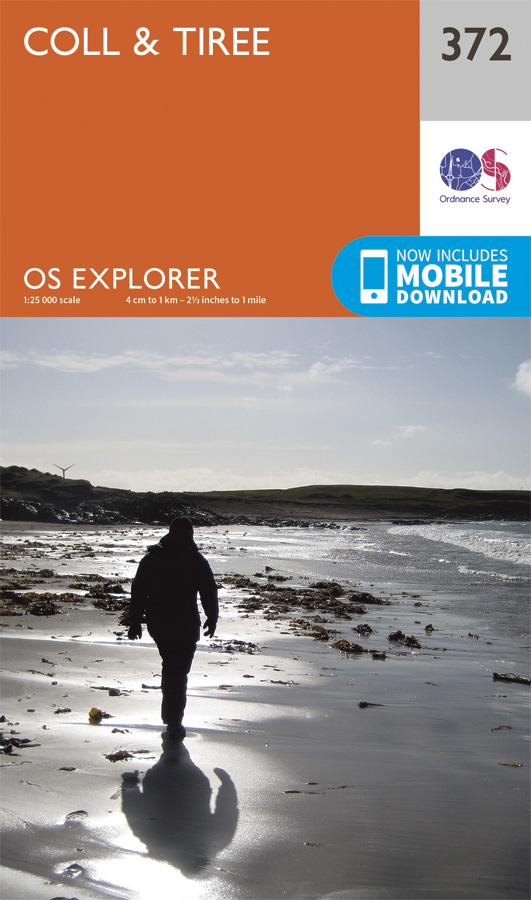 COLL & TIREE
372
Ordnance Survey
OS EXPLORER
1:25 000 scale 4 cm to 1 km – 2½ inches to 1 mile
NOW INCLUDES
MOBILE
DOWNLOAD